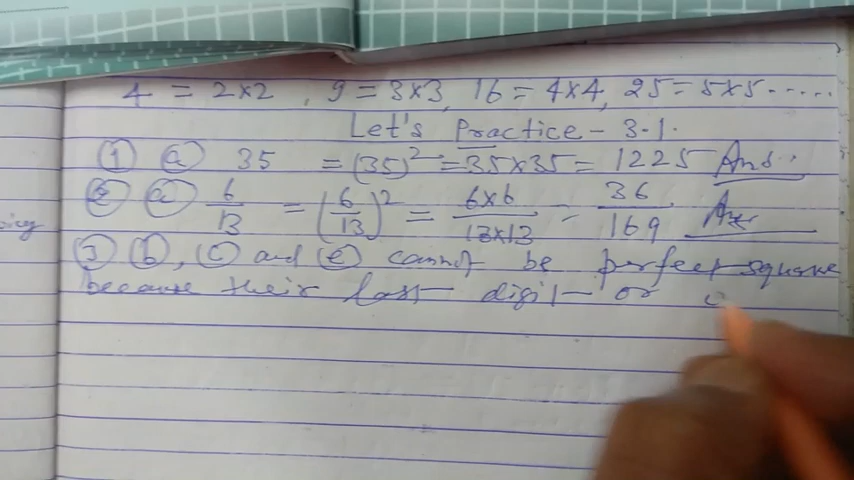 4 = 2×2, 9 = 3×3, 16 = 4×4, 25 = 5×5......
Let's Practice - 3.1.
① ⓐ 35 = (35)² = 35×35 = 1225 Ans.
② ⓐ 6/13 = (6/13)² = 6×6/13×13 = 36/169 Ans
③ ⓑ, ⓒ and ⓔ cannot be perfect square
because their last digit or